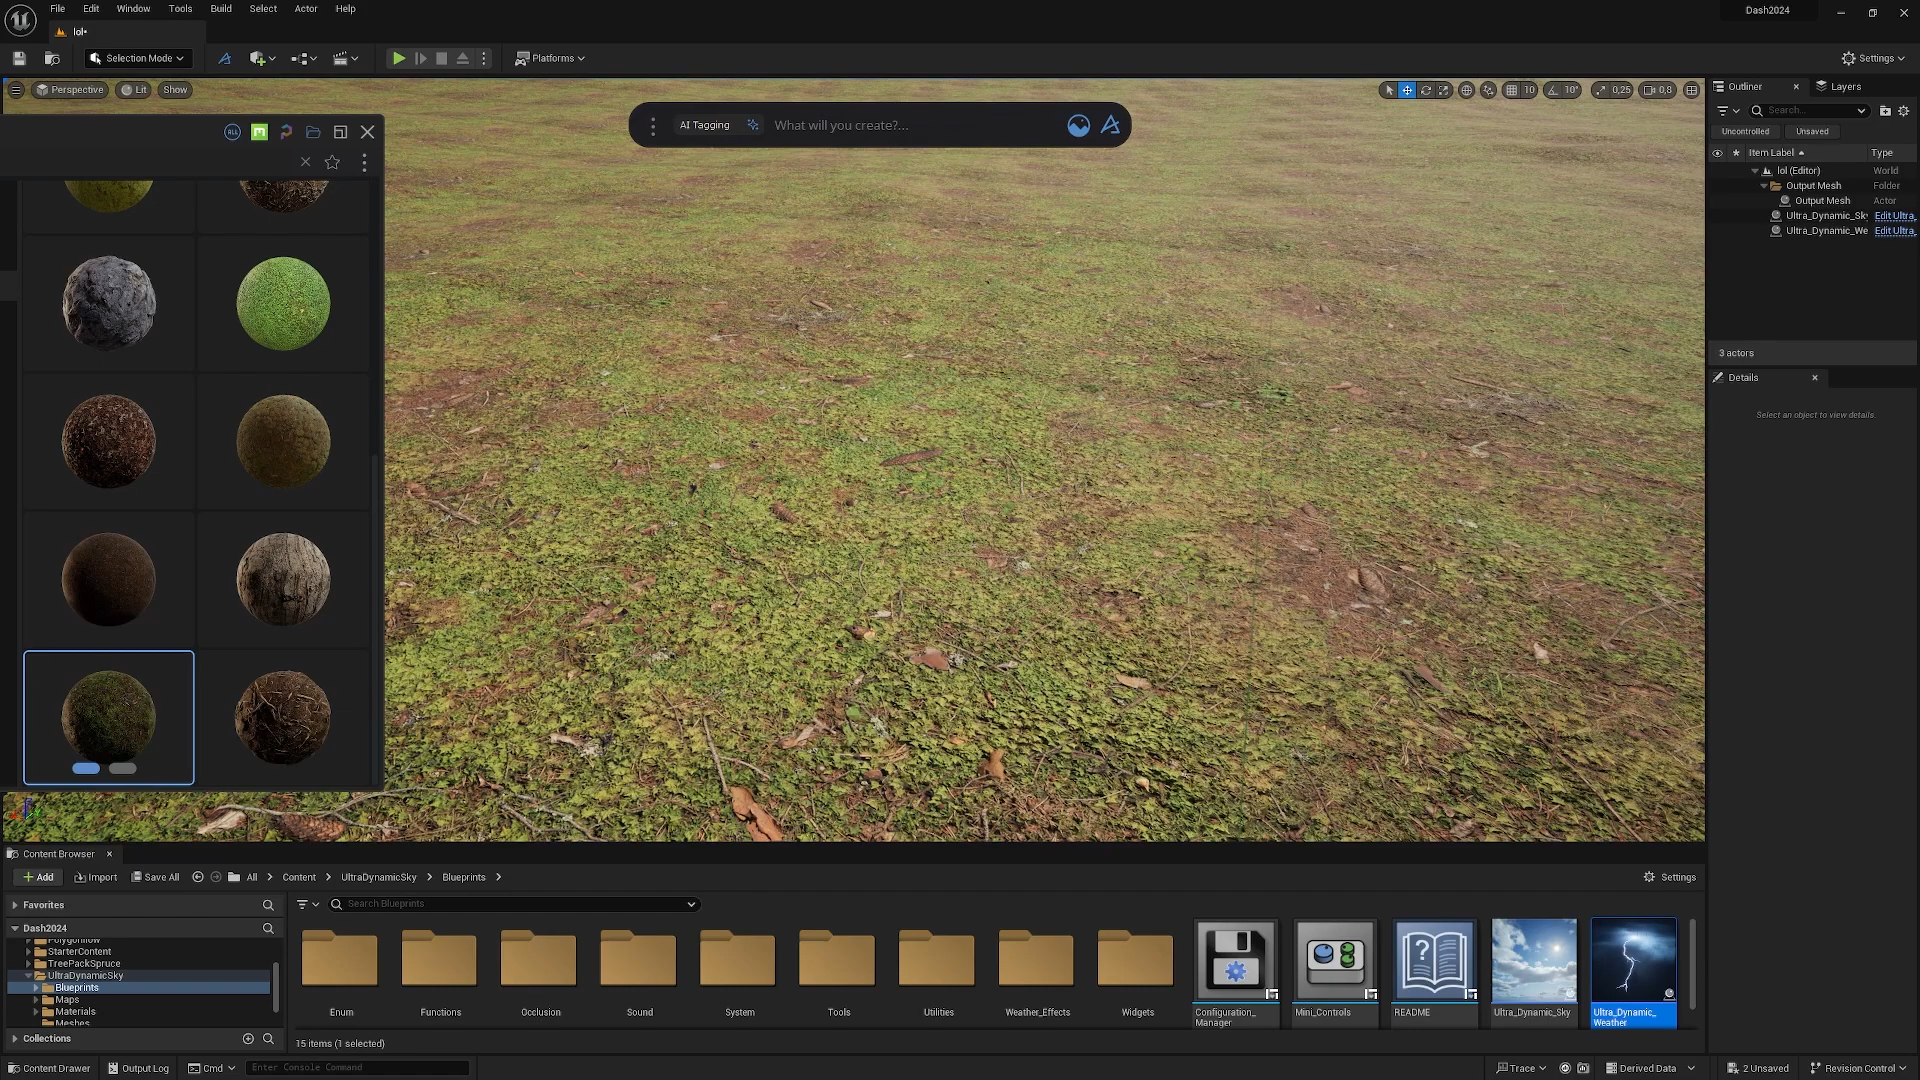 File Edit Window Tools Build Select Actor Help
Dash2024
lol•
Selection Mode
Platforms
Settings
Perspective
Lit
Show
10
10°
0,25
0,8
Outliner
Layers
AI Tagging
What will you create?...
Search...
Uncontrolled
Unsaved
Item Label
Type
lol (Editor)
World
Output Mesh
Folder
Output Mesh
Actor
Ultra_Dynamic_Sk
Edit Ultra_
Ultra_Dynamic_We
Edit Ultra_
ALL
3 actors
Details
Select an object to view details
Content Browser
Add
Import
Save All
All
Content
UltraDynamicSky
Blueprints
Settings
Favorites
Search Blueprints
Dash2024
Polygonflow
StarterContent
TreePackSpruce
UltraDynamicSky
Blueprints
Maps
Materials
Meshes
Collections
Enum
Functions
Occlusion
Sound
System
Tools
Utilities
Weather_Effects
Widgets
Configuration_
Manager
Mini_Controls
README
Ultra_Dynamic_Sky
Ultra_Dynamic_
Weather
15 items (1 selected)
Content Drawer
Output Log
Cmd
Enter Console Command
Trace
Derived Data
2 Unsaved
Revision Control